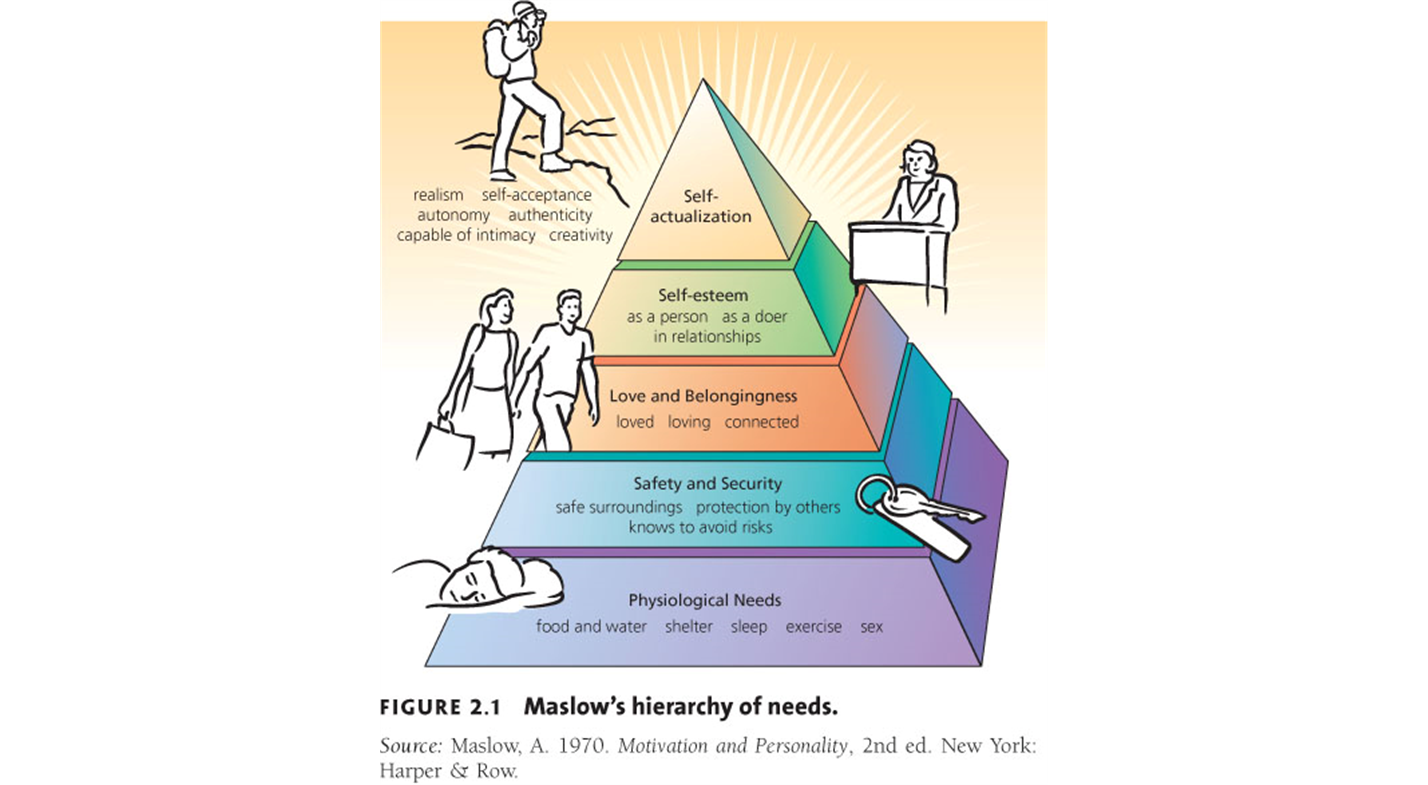 realism self-acceptance
autonomy authenticity
capable of intimacy creativity
Self-
actualization
Self-esteem
as a person as a doer
in relationships
Love and Belongingness
loved loving connected
Safety and Security
safe surroundings protection by others
knows to avoid risks
Physiological Needs
food and water shelter sleep exercise sex
FIGURE 2.1 Maslow's hierarchy of needs.
Source: Maslow, A. 1970. Motivation and Personality, 2nd ed. New York:
Harper & Row.